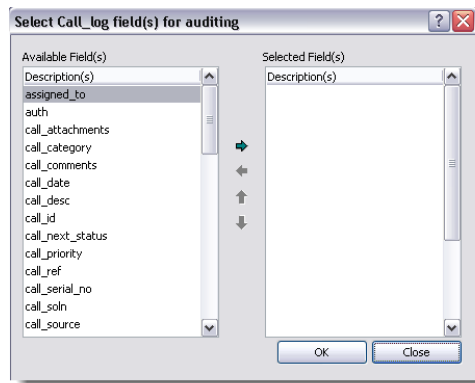 Select Call_log field(s) for auditing
Available Field(s)
Description(s)
assigned_to
auth
call_attachments
call_category
call_comments
call_date
call_desc
call_id
call_next_status
call_priority
call_ref
call_serial_no
call_soln
call_source
Selected Field(s)
Description(s)
OK
Close